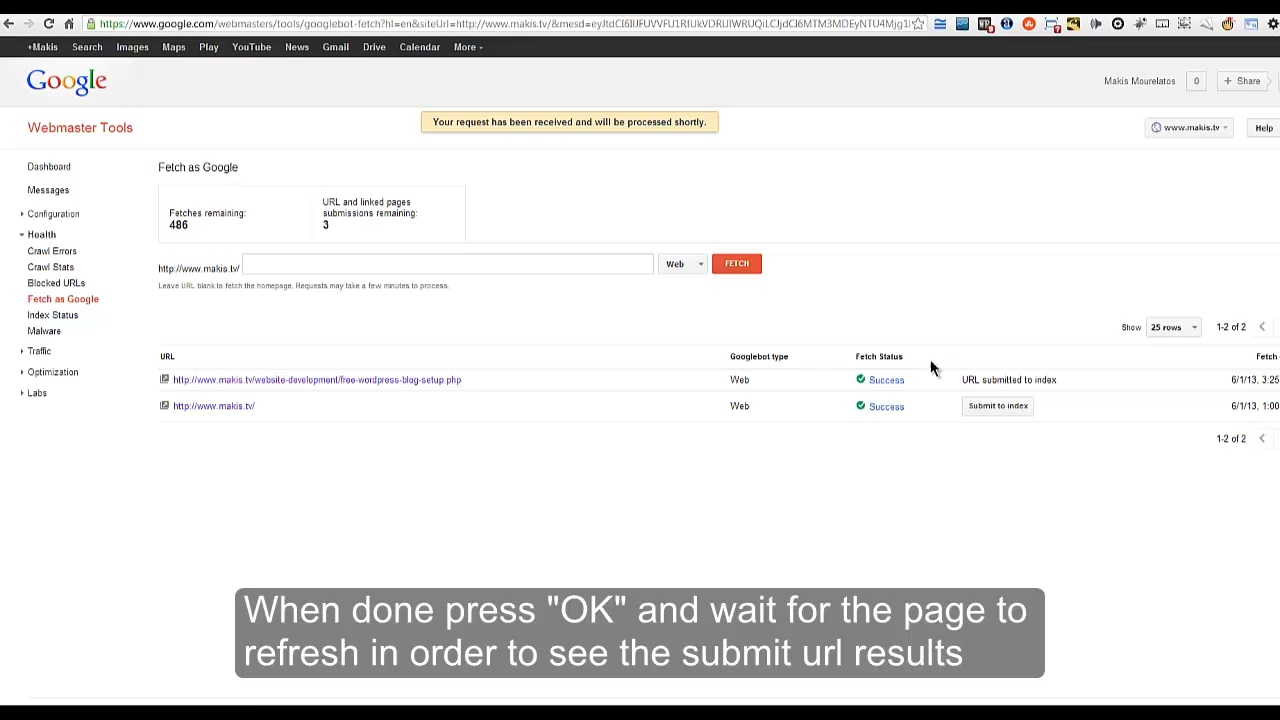 https://www.google.com/webmasters/tools/googlebot-fetch?hl=en&siteUrl=http://www.makis.tv/&mesd=
+Makis Search Images Maps Play YouTube News Gmail Drive Calendar More
Google
Makis Mourelatos 0 + Share
Webmaster Tools
Your request has been received and will be processed shortly.
www.makis.tv Help
Dashboard
Messages
Configuration
Health
Crawl Errors
Crawl Stats
Blocked URLs
Fetch as Google
Index Status
Malware
Traffic
Optimization
Labs
Fetch as Google
Fetches remaining:
486
URL and linked pages
submissions remaining:
3
http://www.makis.tv/ Web FETCH
Leave URL blank to fetch the homepage. Requests may take a few minutes to process.
Show 25 rows 1-2 of 2
URL Googlebot type Fetch Status Fetch
http://www.makis.tv/website-development/free-wordpress-blog-setup.php Web Success URL submitted to index 6/1/13, 3:25
http://www.makis.tv/ Web Success Submit to index 6/1/13, 1:00
1-2 of 2
When done press "OK" and wait for the page to
refresh in order to see the submit url results